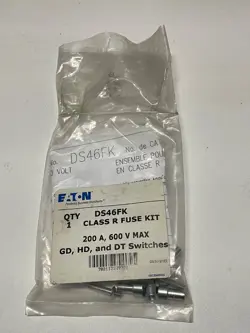 No. DS46FK No. de CA
VOLT
ENSEMBLE POU
EN CLASSE R
EATON
QTY DS46FK
1 CLASS R FUSE KIT
200 A, 600 V MAX
GD, HD, and DT Switches